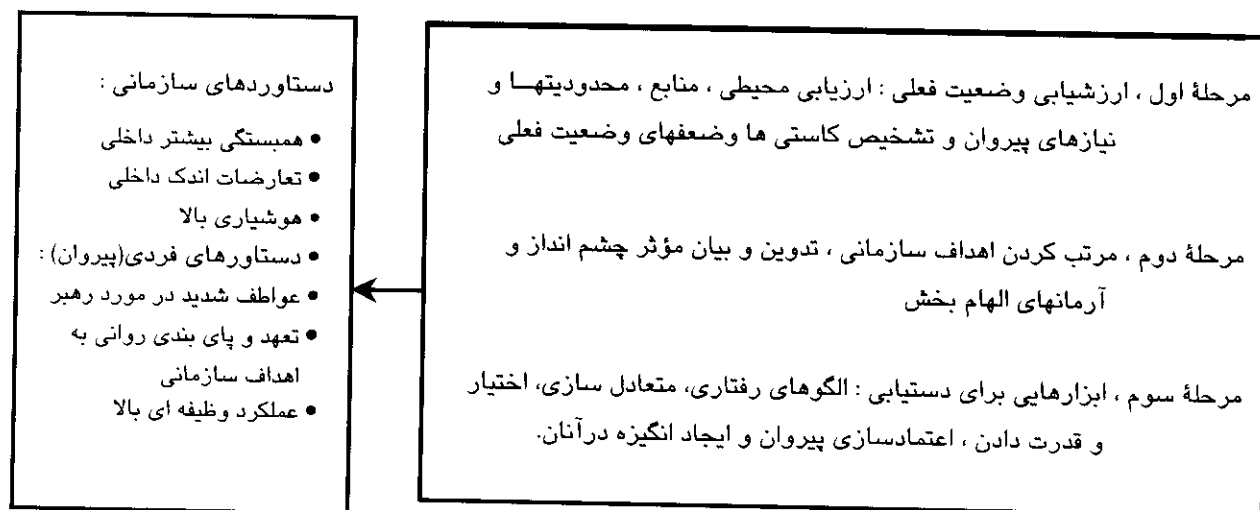 مرحلهٔ اول ، ارزشیابی وضعیت فعلی : ارزیابی محیطی ، منابع ، محدودیتهــا و
نیازهای پیروان و تشخیص کاستی ها وضعفهای وضعیت فعلی
مرحلهٔ دوم ، مرتب کردن اهداف سازمانی ، تدوین و بیان مؤثر چشم انداز و
آرمانهای الهام بخش
مرحلهٔ سوم ، ابزارهایی برای دستیابی : الگوهای رفتاری، متعادل سازی، اختیار
و قدرت دادن ، اعتمادسازی پیروان و ایجاد انگیزه درآنان.
دستاوردهای سازمانی :
• همبستگی بیشتر داخلی
• تعارضات اندک داخلی
• هوشیاری بالا
• دستاورهای فردی(پیروان) :
• عواطف شدید در مورد رهبر
• تعهد و پای بندی روانی به
اهداف سازمانی
• عملکرد وظیفه ای بالا